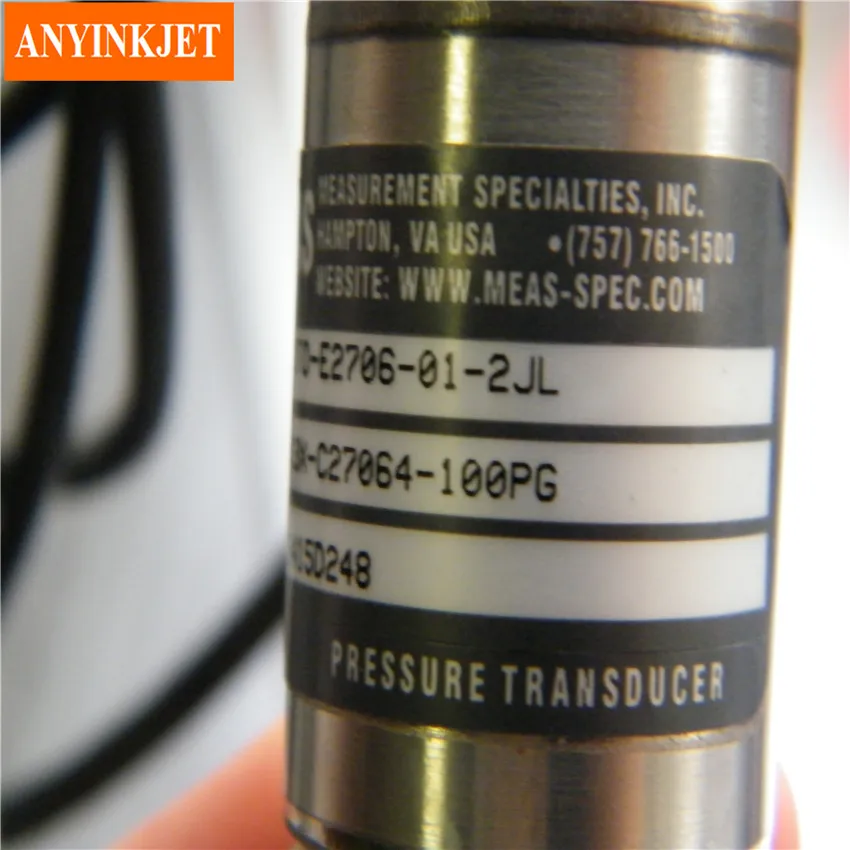 ANYINKJET
MEASUREMENT SPECIALTIES, INC.
HAMPTON, VA USA • (757) 766-1500
WEBSITE: WWW.MEAS-SPEC.COM
-E2706-01-2JL
-C27064-100PG
15D248
PRESSURE TRANSDUCER